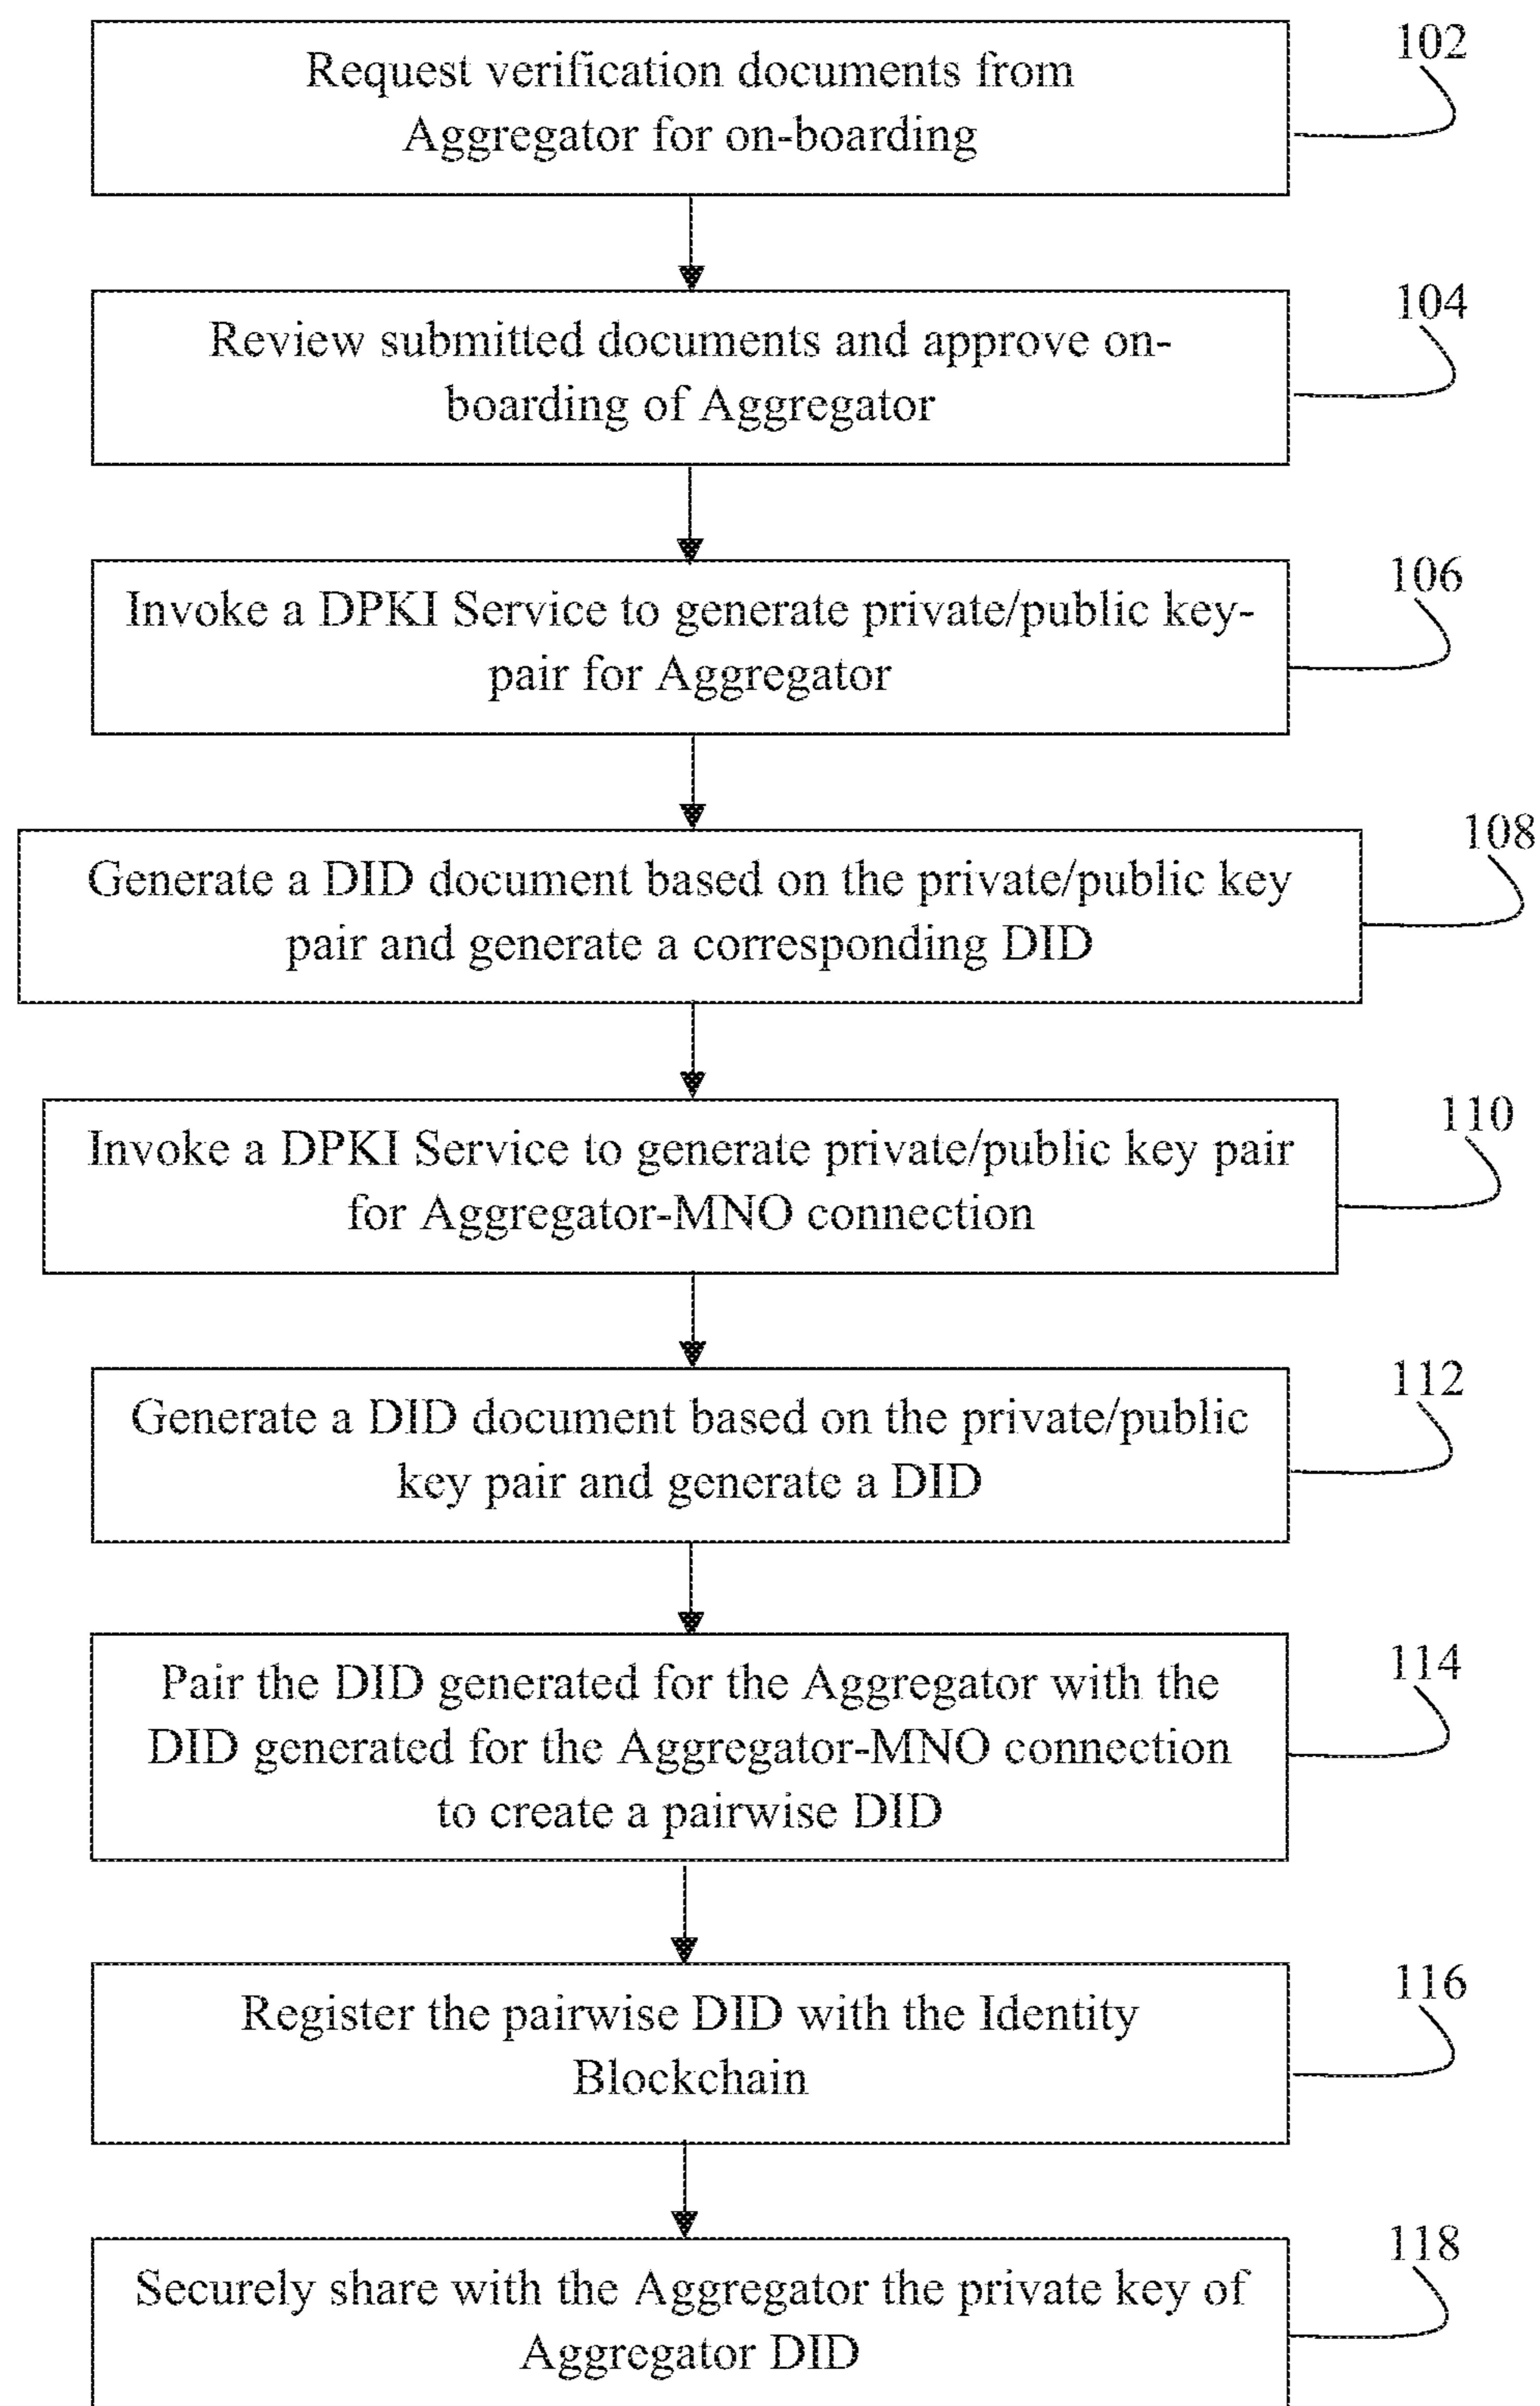 102
Request verification documents from
Aggregator for on-boarding
104
Review submitted documents and approve on-
boarding of Aggregator
106
Invoke a DPKI Service to generate private/public key-
pair for Aggregator
108
Generate a DID document based on the private/public key
pair and generate a corresponding DID
110
Invoke a DPKI Service to generate private/public key pair
for Aggregator-MNO connection
112
Generate a DID document based on the private/public
key pair and generate a DID
114
Pair the DID generated for the Aggregator with the
DID generated for the Aggregator-MNO connection
to create a pairwise DID
116
Register the pairwise DID with the Identity
Blockchain
118
Securely share with the Aggregator the private key of
Aggregator DID